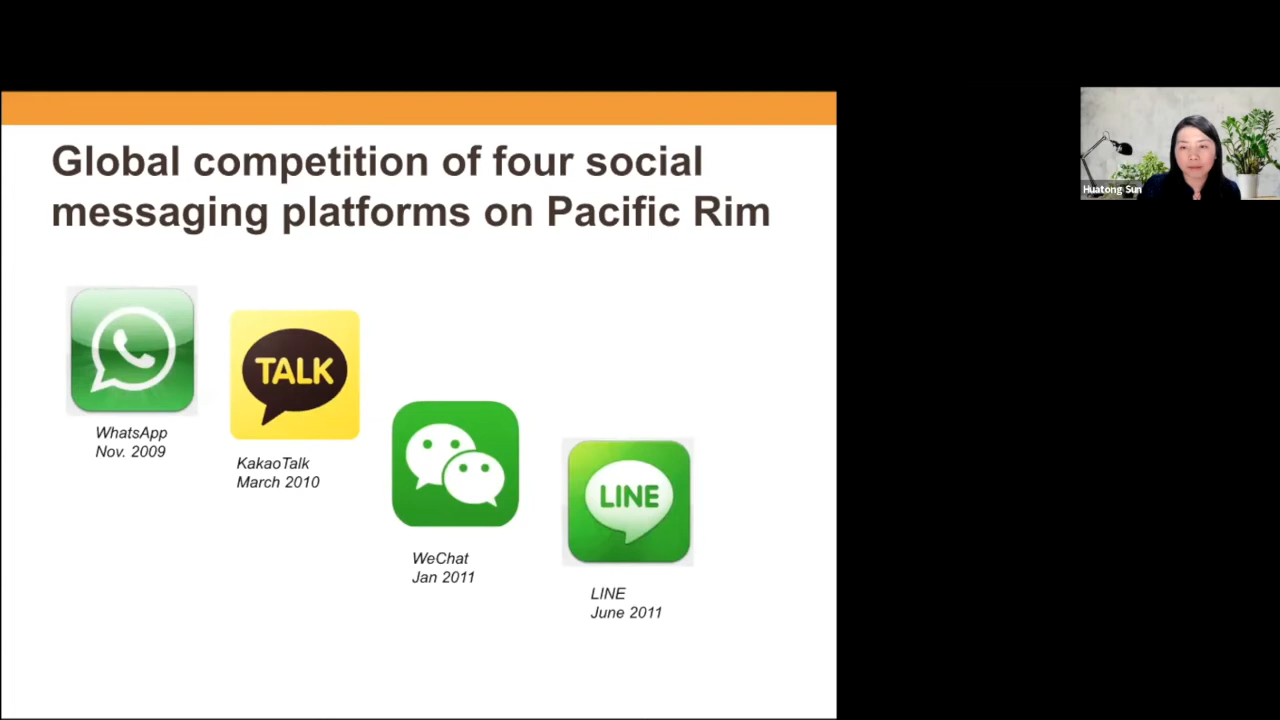 Global competition of four social
messaging platforms on Pacific Rim
TALK
LINE
WhatsApp
Nov. 2009
KakaoTalk
March 2010
WeChat
Jan 2011
LINE
June 2011
Huatong Sun